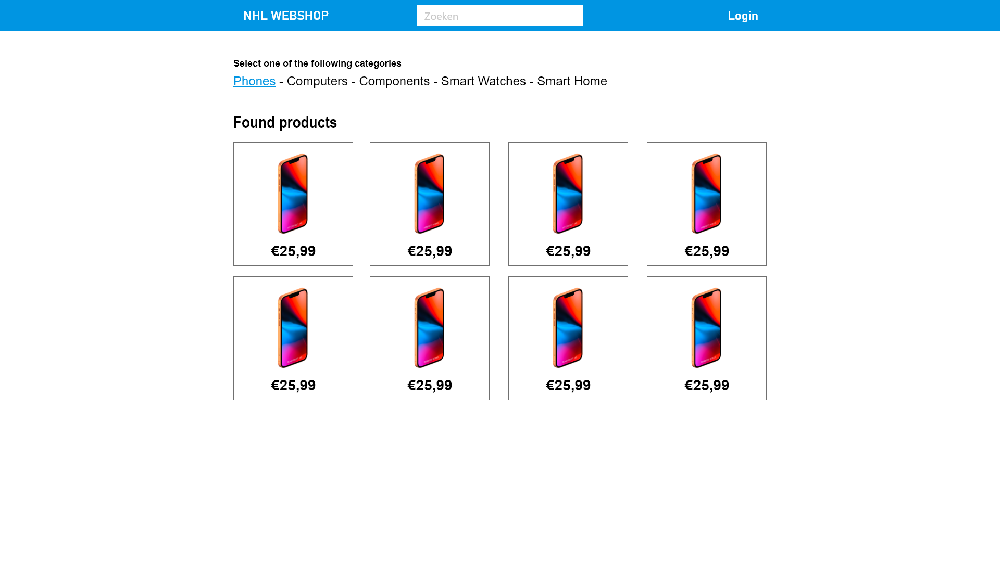 NHL WEBSHOP
Zoeken
Login
Select one of the following categories
Phones - Computers - Components - Smart Watches - Smart Home
Found products
€25,99
€25,99
€25,99
€25,99
€25,99
€25,99
€25,99
€25,99